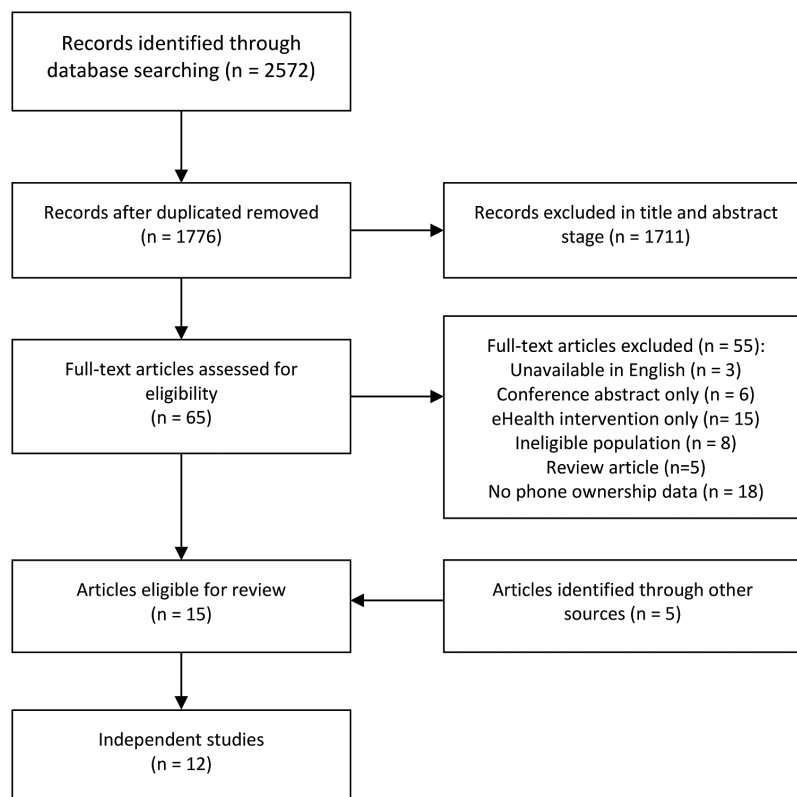 Records identified through
database searching (n = 2572)
Records after duplicated removed
(n = 1776)
Records excluded in title and abstract
stage (n = 1711)
Full-text articles assessed for
eligibility
(n = 65)
Full-text articles excluded (n = 55):
Unavailable in English (n = 3)
Conference abstract only (n = 6)
eHealth intervention only (n= 15)
Ineligible population (n = 8)
Review article (n=5)
No phone ownership data (n = 18)
Articles eligible for review
(n = 15)
Articles identified through other
sources (n = 5)
Independent studies
(n = 12)